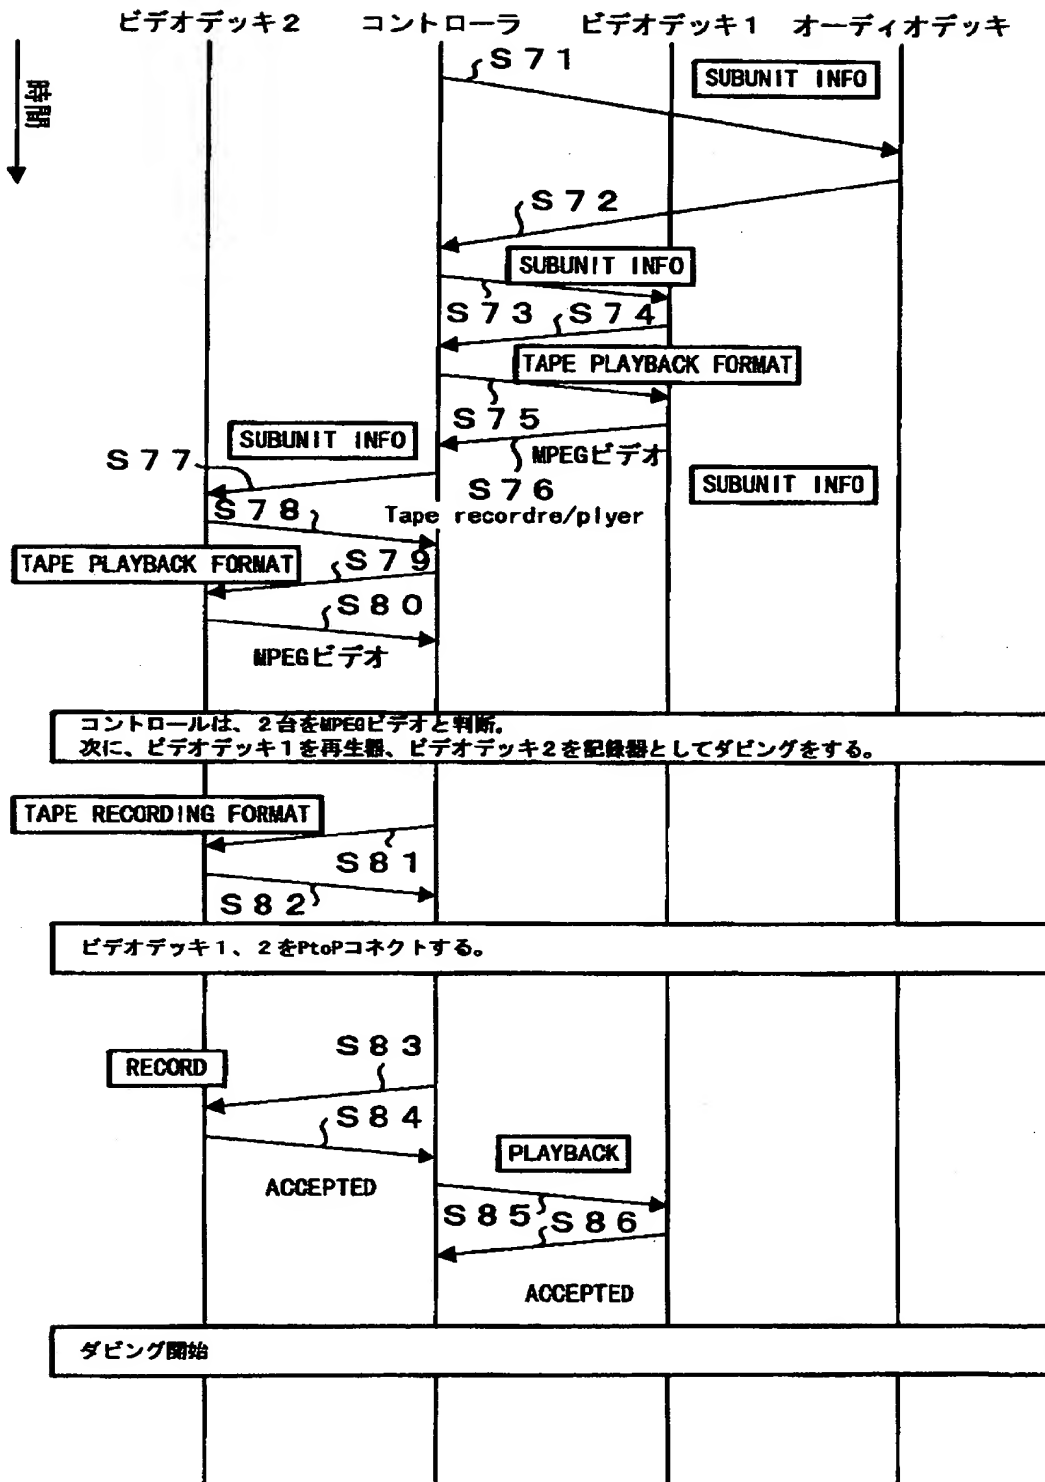 ビデオデッキ2 コントローラ ビデオデッキ1 オーディオデッキ
時間
S71
SUBUNIT INFO
S72
SUBUNIT INFO
S73
S74
TAPE PLAYBACK FORMAT
S75
SUBUNIT INFO
MPEGビデオ
S77
S76
SUBUNIT INFO
S78
Tape recordre/plyer
TAPE PLAYBACK FORMAT
S79
S80
MPEGビデオ
コントロールは、2台をMPEGビデオと判断。
次に、ビデオデッキ1を再生器、ビデオデッキ2を記録器としてダビングをする。
TAPE RECORDING FORMAT
S81
S82
ビデオデッキ1、2をPtoPコネクトする。
S83
RECORD
S84
PLAYBACK
ACCEPTED
S85
S86
ACCEPTED
ダビング開始